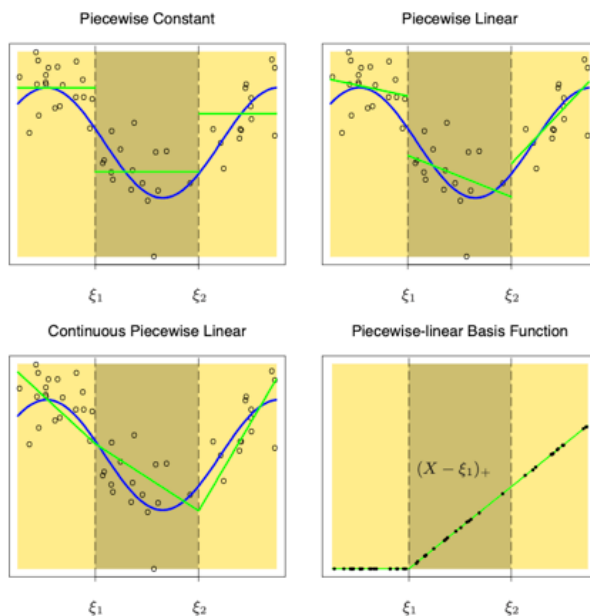 Piecewise Constant
Piecewise Linear
ξ₁ ξ₂
ξ₁ ξ₂
Continuous Piecewise Linear
Piecewise-linear Basis Function
(X − ξ₁)₊
ξ₁ ξ₂
ξ₁ ξ₂